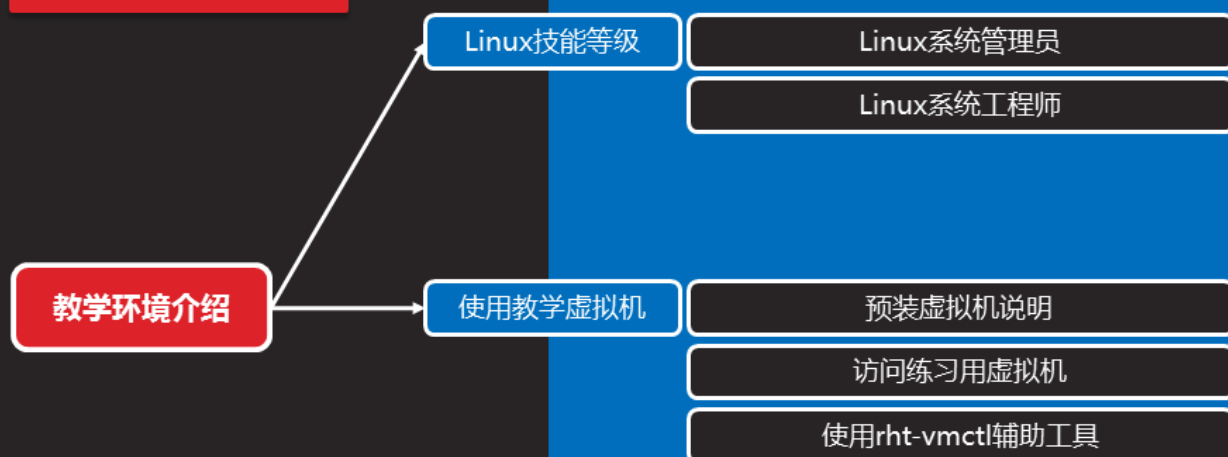 Linux技能等级
Linux系统管理员
Linux系统工程师
教学环境介绍
使用教学虚拟机
预装虚拟机说明
访问练习用虚拟机
使用rht-vmctl辅助工具